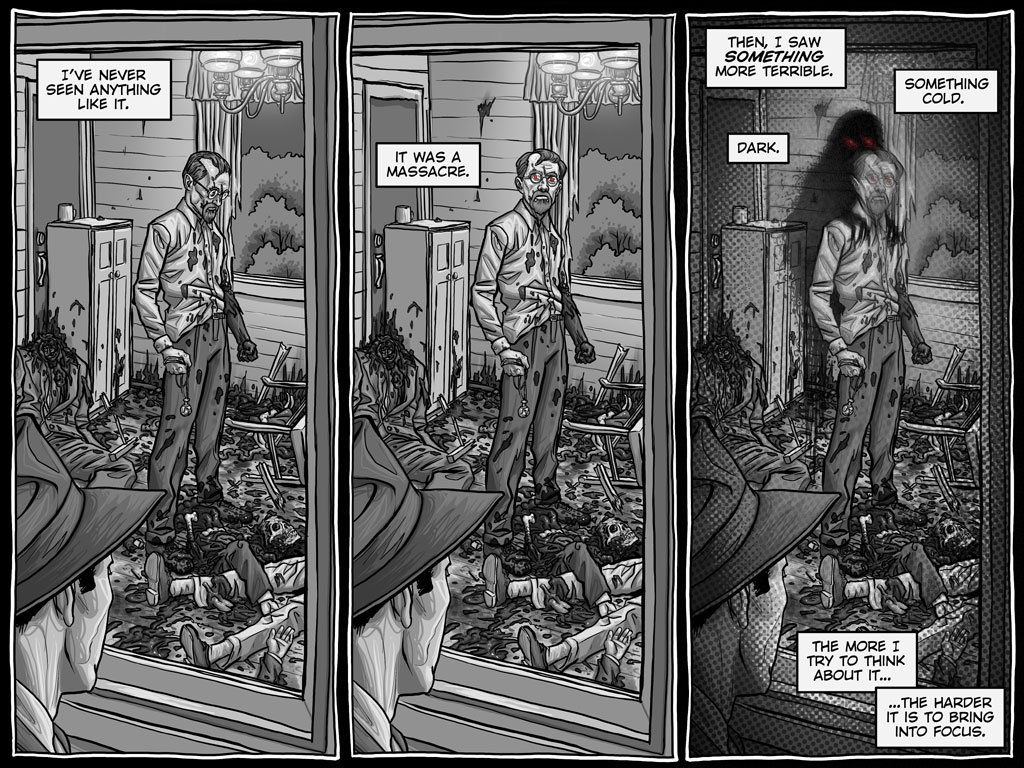 I'VE NEVER
SEEN ANYTHING
LIKE IT.
IT WAS A
MASSACRE.
THEN, I SAW
SOMETHING
MORE TERRIBLE.
SOMETHING
COLD.
DARK.
THE MORE I
TRY TO THINK
ABOUT IT...
...THE HARDER
IT IS TO BRING
INTO FOCUS.